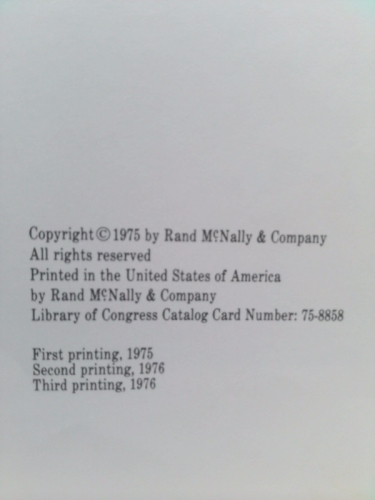 Copyright © 1975 by Rand McNally & Company
All rights reserved
Printed in the United States of America
by Rand McNally & Company
Library of Congress Catalog Card Number: 75-8858
First printing, 1975
Second printing, 1976
Third printing, 1976